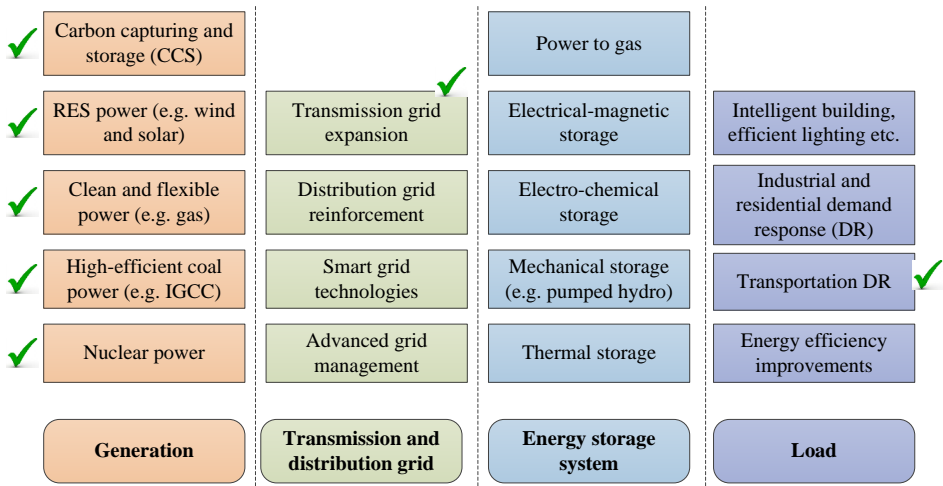 Carbon capturing and
storage (CCS)
RES power (e.g. wind
and solar)
Clean and flexible
power (e.g. gas)
High-efficient coal
power (e.g. IGCC)
Nuclear power
Generation
Transmission grid
expansion
Distribution grid
reinforcement
Smart grid
technologies
Advanced grid
management
Transmission and
distribution grid
Power to gas
Electrical-magnetic
storage
Electro-chemical
storage
Mechanical storage
(e.g. pumped hydro)
Thermal storage
Energy storage
system
Intelligent building,
efficient lighting etc.
Industrial and
residential demand
response (DR)
Transportation DR
Energy efficiency
improvements
Load